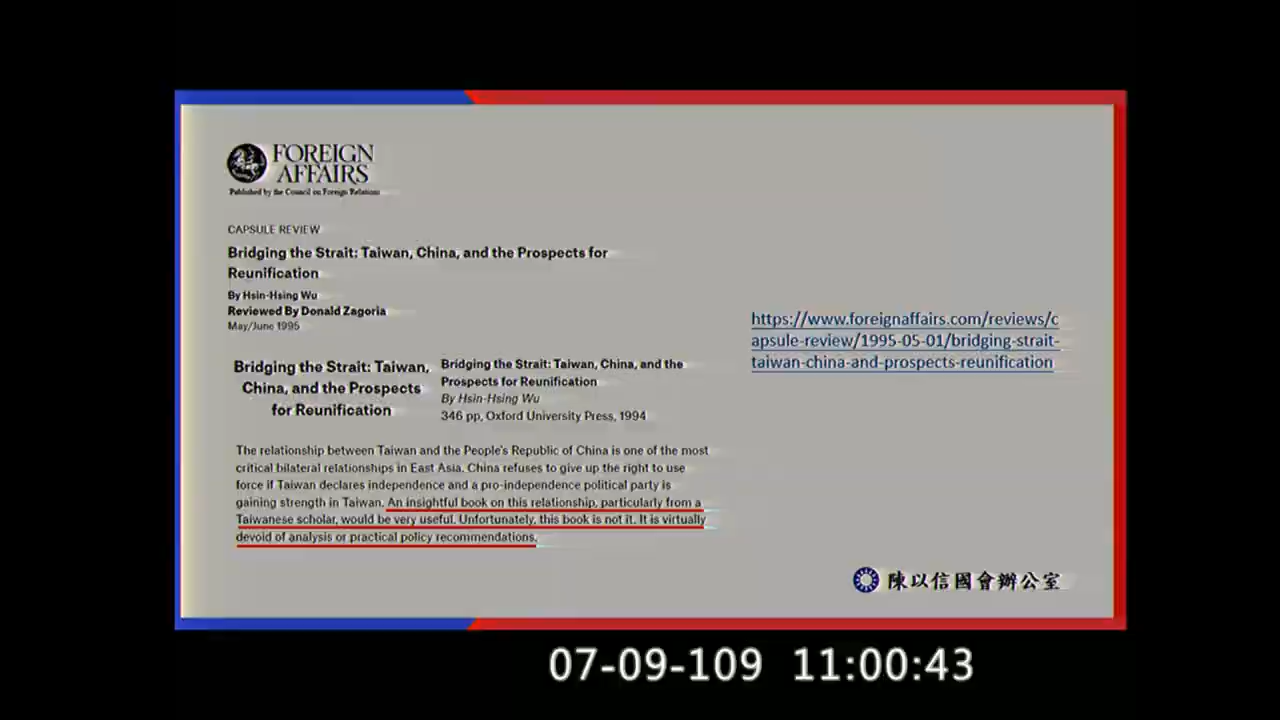 FOREIGN
AFFAIRS
Published by the Council on Foreign Relations
CAPSULE REVIEW
Bridging the Strait: Taiwan, China, and the Prospects for
Reunification
By Hsin-Hsing Wu
Reviewed By Donald Zagoria
May/June 1995
Bridging the Strait: Taiwan,
China, and the Prospects
for Reunification
Bridging the Strait: Taiwan, China, and the
Prospects for Reunification
By Hsin-Hsing Wu
346 pp, Oxford University Press, 1994
The relationship between Taiwan and the People's Republic of China is one of the most
critical bilateral relationships in East Asia. China refuses to give up the right to use
force if Taiwan declares independence and a pro-independence political party is
gaining strength in Taiwan. An insightful book on this relationship, particularly from a
Taiwanese scholar, would be very useful. Unfortunately, this book is not it. It is virtually
devoid of analysis or practical policy recommendations.
https://www.foreignaffairs.com/reviews/c
apsule-review/1995-05-01/bridging-strait-
taiwan-china-and-prospects-reunification
陳以信國會辦公室
07-09-109 11:00:43